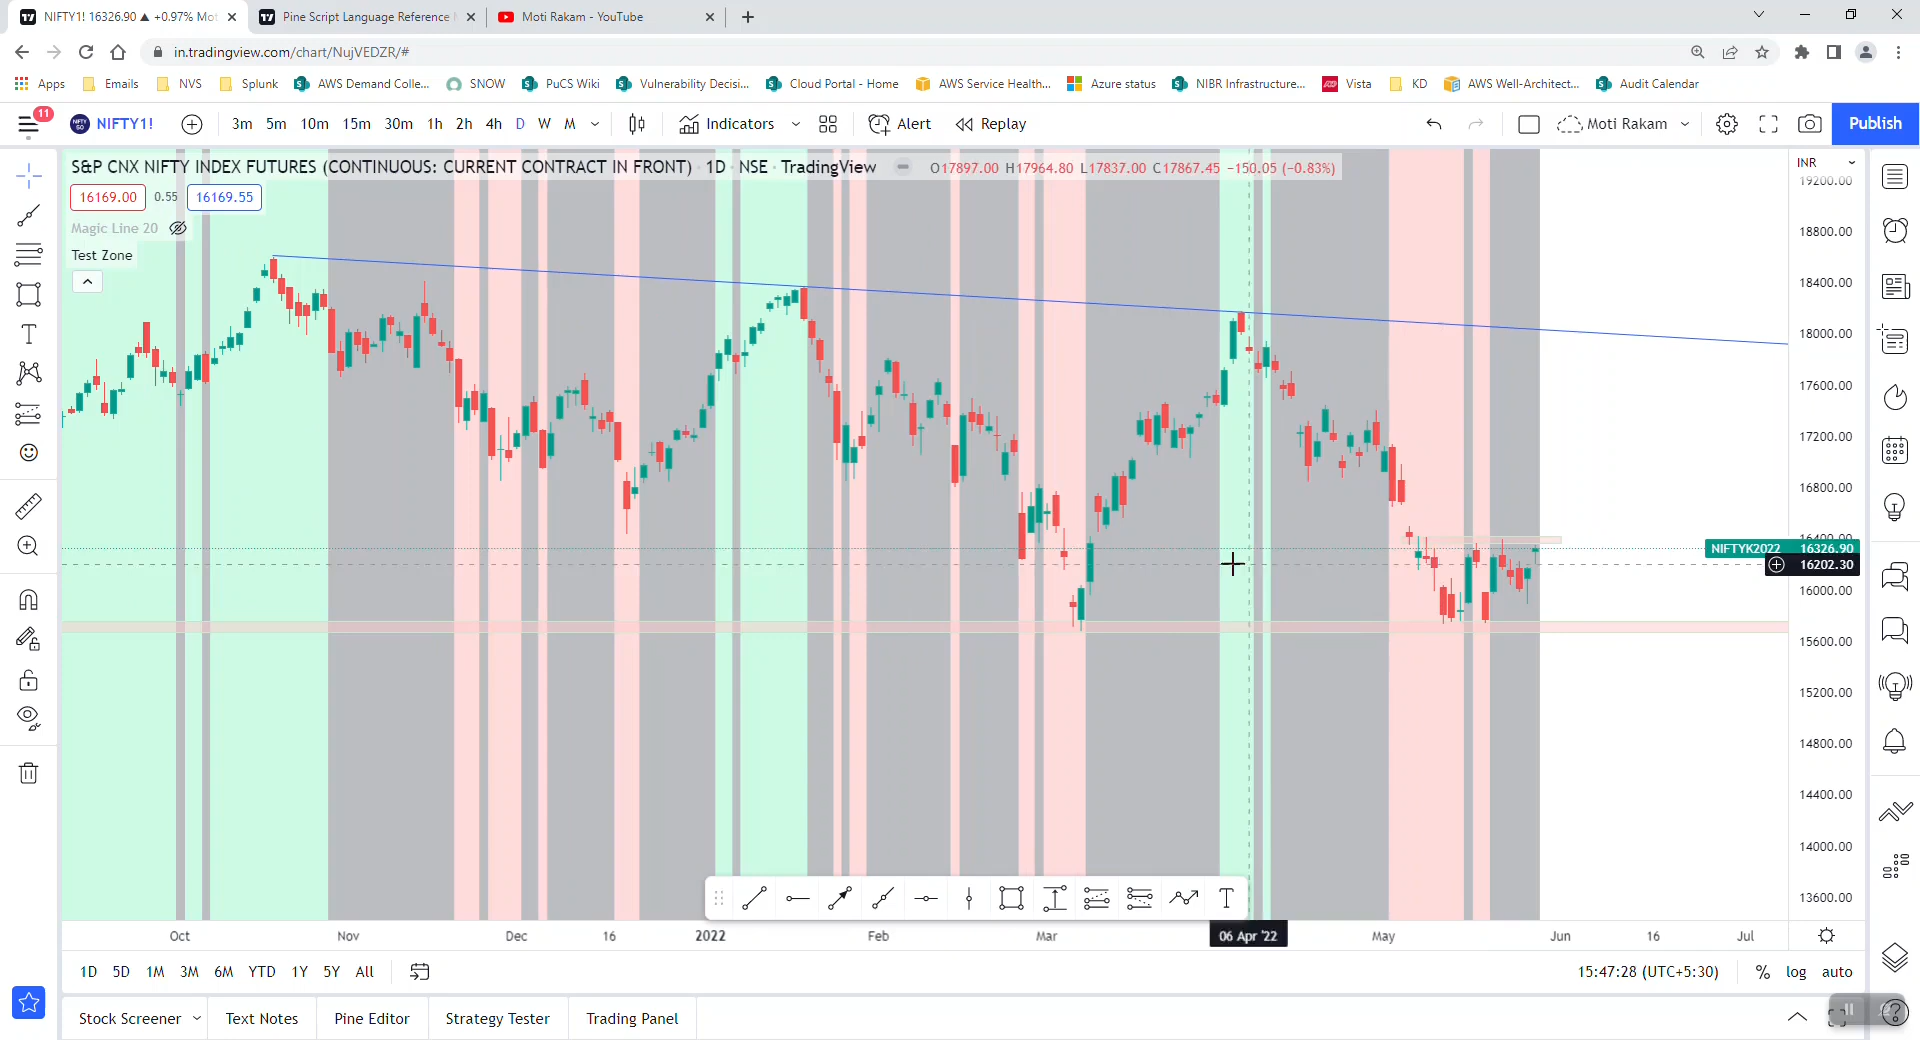 NIFTY1! 16326.90 ▲ +0.97% Mot
Pine Script Language Reference
Moti Rakam - YouTube
in.tradingview.com/chart/NujVEDZR/#
Apps Emails NVS Splunk AWS Demand Colle... SNOW PuCS Wiki Vulnerability Decisi... Cloud Portal - Home AWS Service Health... Azure status NIBR Infrastructure... Vista KD AWS Well-Architect... Audit Calendar
11 NIFTY1! 3m 5m 10m 15m 30m 1h 2h 4h D W M Indicators Alert Replay Moti Rakam Publish
S&P CNX NIFTY INDEX FUTURES (CONTINUOUS: CURRENT CONTRACT IN FRONT) · 1D · NSE · TradingView O17897.00 H17964.80 L17837.00 C17867.45 −150.05 (−0.83%)
INR
16169.00 0.55 16169.55
Magic Line 20
Test Zone
19200.00
18800.00
18400.00
18000.00
17600.00
17200.00
16800.00
16400.00
NIFTYK2022 16326.90
16202.30
16000.00
15600.00
15200.00
14800.00
14400.00
14000.00
13600.00
Oct Nov Dec 16 2022 Feb Mar 06 Apr '22 May Jun 16 Jul
1D 5D 1M 3M 6M YTD 1Y 5Y All 15:47:28 (UTC+5:30) % log auto
Stock Screener Text Notes Pine Editor Strategy Tester Trading Panel